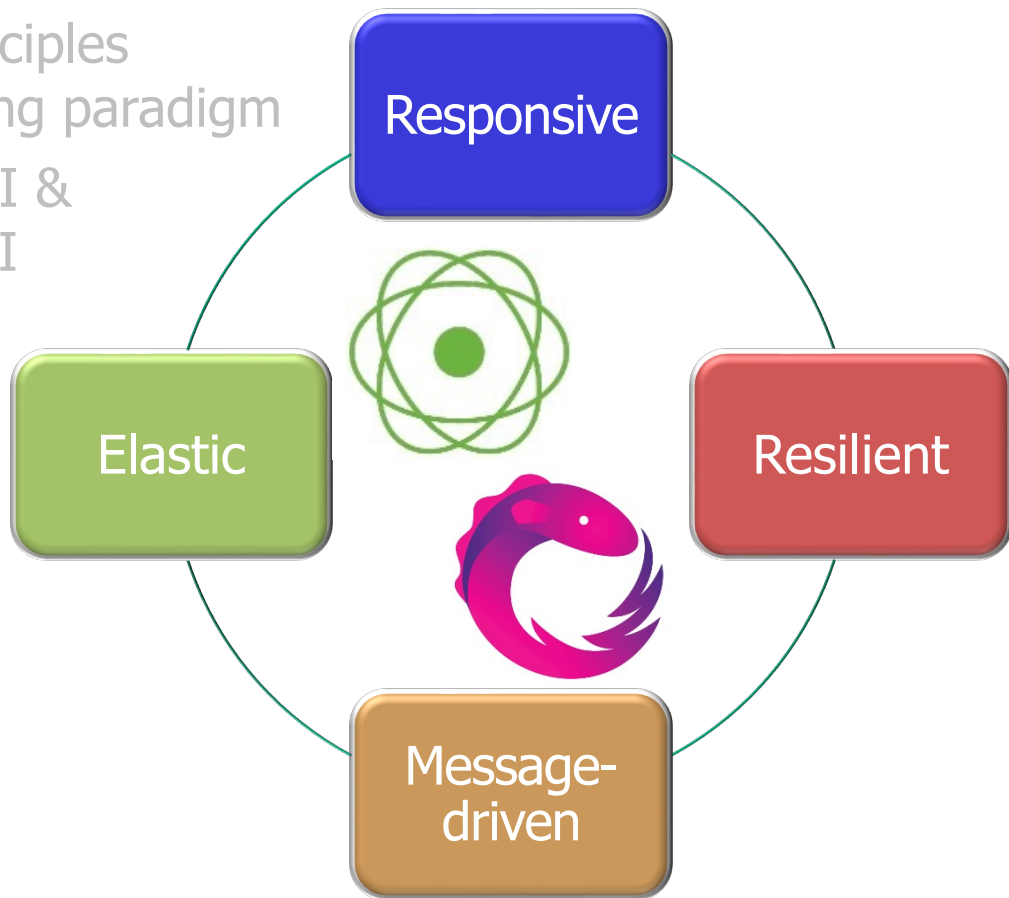 ciples
ng paradigm
I &
I
Responsive
Elastic
Resilient
Message-
driven